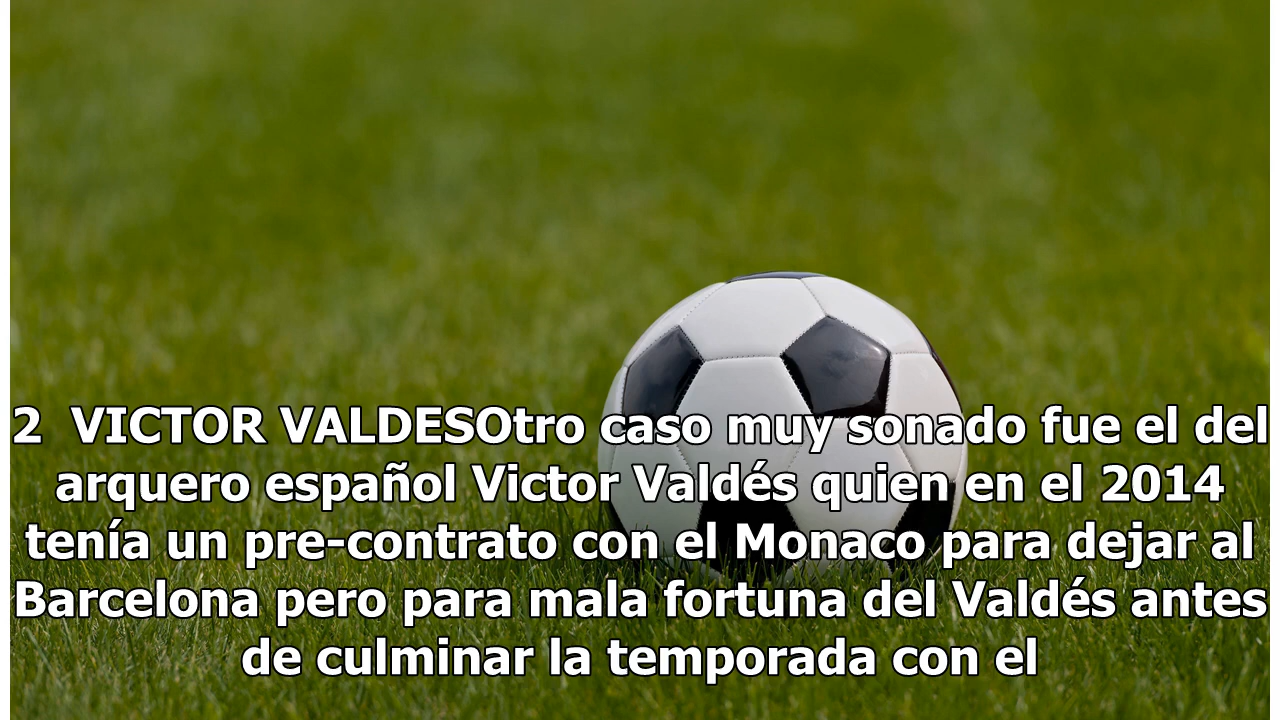 2  VICTOR VALDESOtro caso muy sonado fue el del
arquero español Victor Valdés quien en el 2014
tenía un pre-contrato con el Monaco para dejar al
Barcelona pero para mala fortuna del Valdés antes
de culminar la temporada con el